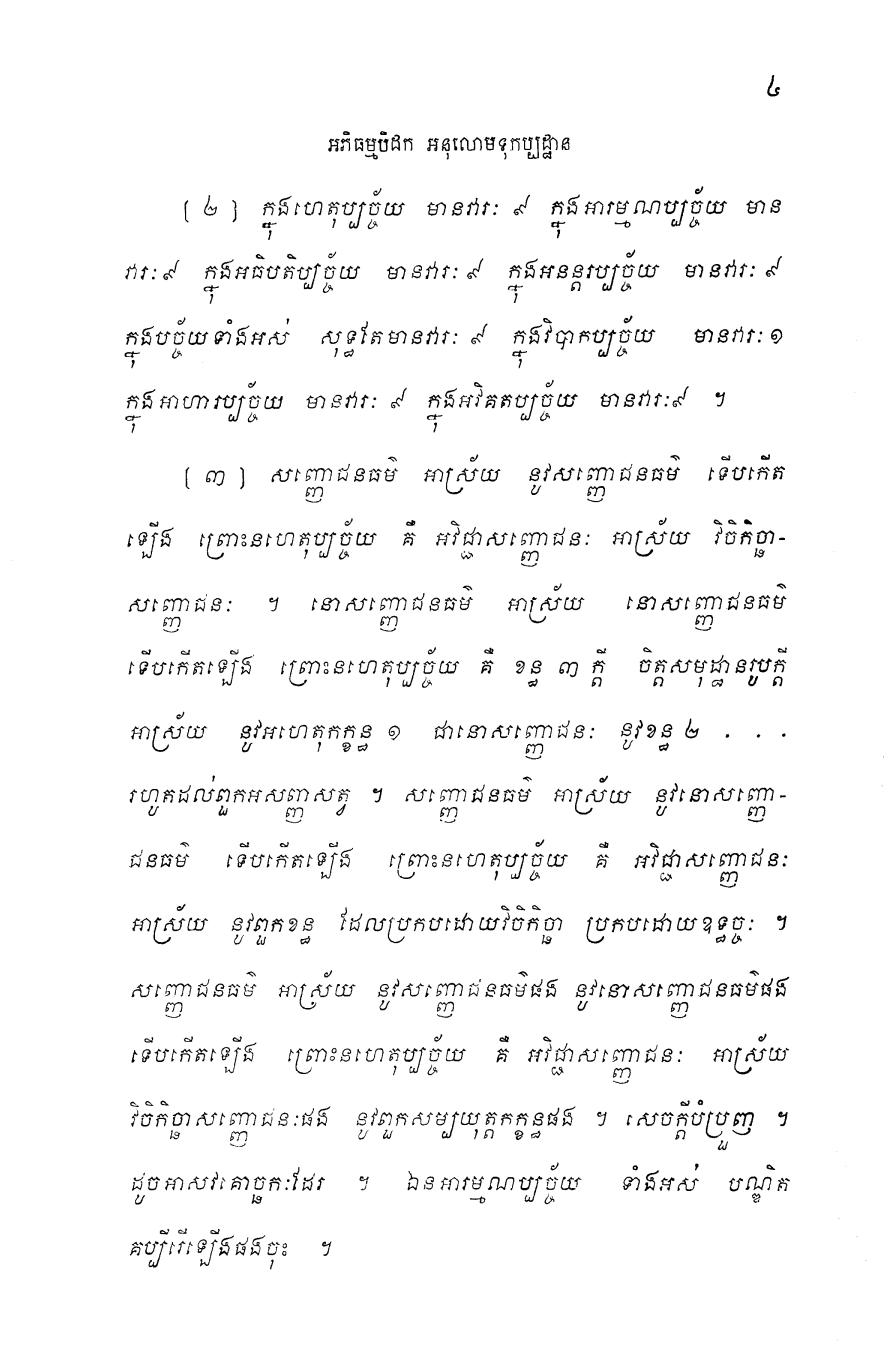 ៤
អភិធម្មបិដក អនុលោមទុកប្បដ្ឋាន
[ ២ ] ក្នុងហេតុប្បច្ច័យ មានវារៈ ៩ ក្នុងអារម្មណប្បច្ច័យ មាន
វារៈ ៩ ក្នុងអធិបតិប្បច្ច័យ មានវារៈ ៩ ក្នុងអនន្តរប្បច្ច័យ មានវារៈ ៩
ក្នុងបច្ច័យទាំងអស់ សុទ្ធតែមានវារៈ ៩ ក្នុងវិបាកប្បច្ច័យ មានវារៈ ១
ក្នុងអាហារប្បច្ច័យ មានវារៈ ៩ ក្នុងអវិគតប្បច្ច័យ មានវារៈ ៩ ។
[ ៣ ] សញ្ញោជនធម៌ អាស្រ័យ នូវសញ្ញោជនធម៌ ទើបកើត
ឡើង ព្រោះនហេតុប្បច្ច័យ គឺ អវិជ្ជាសញ្ញោជនៈ អាស្រ័យ វិចិកិច្ឆា-
សញ្ញោជនៈ ។ នោសញ្ញោជនធម៌ អាស្រ័យ នោសញ្ញោជនធម៌
ទើបកើតឡើង ព្រោះនហេតុប្បច្ច័យ គឺ ខន្ធ ៣ ក្តី ចិត្តសមុដ្ឋានរូបក្តី
អាស្រ័យ នូវអហេតុកក្ខន្ធ ១ ជានោសញ្ញោជនៈ នូវខន្ធ ២ . . .
រហូតដល់ពួកអសញ្ញសត្វ ។ សញ្ញោជនធម៌ អាស្រ័យ នូវនោសញ្ញោ-
ជនធម៌ ទើបកើតឡើង ព្រោះនហេតុប្បច្ច័យ គឺ អវិជ្ជាសញ្ញោជនៈ
អាស្រ័យ នូវពួកខន្ធ ដែលប្រកបដោយវិចិកិច្ឆា ប្រកបដោយឧទ្ធច្ចៈ ។
សញ្ញោជនធម៌ អាស្រ័យ នូវសញ្ញោជនធម៌ផង នូវនោសញ្ញោជនធម៌ផង
ទើបកើតឡើង ព្រោះនហេតុប្បច្ច័យ គឺ អវិជ្ជាសញ្ញោជនៈ អាស្រ័យ
វិចិកិច្ឆាសញ្ញោជនៈផង នូវពួកសម្បយុត្តកក្ខន្ធផង ។ សេចក្តីបំប្រួញ ។
ដូចអាសវគោច្ឆកៈដែរ ។ ឯនអារម្មណប្បច្ច័យ ទាំងអស់ បណ្ឌិត
គប្បីរើឡើងផងចុះ ។